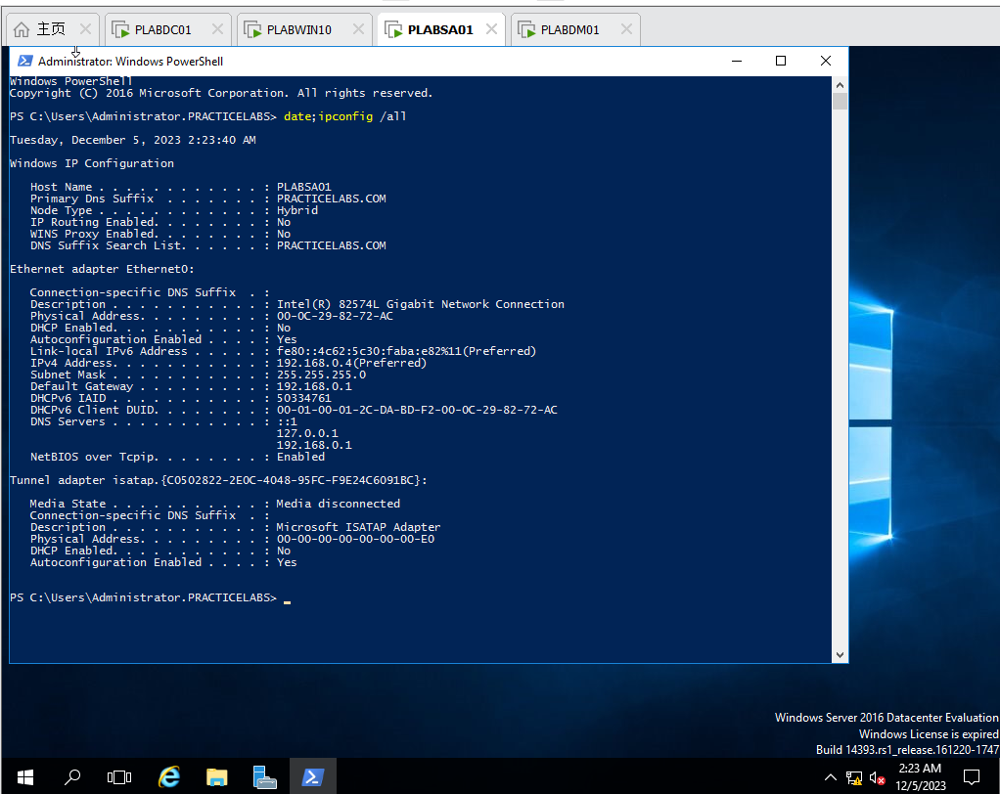 主页
PLABDC01
PLABWIN10
PLABSA01
PLABDM01
Administrator: Windows PowerShell
Windows PowerShell
Copyright (C) 2016 Microsoft Corporation. All rights reserved.
PS C:\Users\Administrator.PRACTICELABS> date;ipconfig /all
Tuesday, December 5, 2023 2:23:40 AM
Windows IP Configuration
Host Name . . . . . . . . . . . . : PLABSA01
Primary Dns Suffix  . . . . . . . : PRACTICELABS.COM
Node Type . . . . . . . . . . . . : Hybrid
IP Routing Enabled. . . . . . . . : No
WINS Proxy Enabled. . . . . . . . : No
DNS Suffix Search List. . . . . . : PRACTICELABS.COM
Ethernet adapter Ethernet0:
Connection-specific DNS Suffix  . :
Description . . . . . . . . . . . : Intel(R) 82574L Gigabit Network Connection
Physical Address. . . . . . . . . : 00-0C-29-82-72-AC
DHCP Enabled. . . . . . . . . . . : No
Autoconfiguration Enabled . . . . : Yes
Link-local IPv6 Address . . . . . : fe80::4c62:5c30:faba:e82%11(Preferred)
IPv4 Address. . . . . . . . . . . : 192.168.0.4(Preferred)
Subnet Mask . . . . . . . . . . . : 255.255.255.0
Default Gateway . . . . . . . . . : 192.168.0.1
DHCPv6 IAID . . . . . . . . . . . : 50334761
DHCPv6 Client DUID. . . . . . . . : 00-01-00-01-2C-DA-BD-F2-00-0C-29-82-72-AC
DNS Servers . . . . . . . . . . . : ::1
127.0.0.1
192.168.0.1
NetBIOS over Tcpip. . . . . . . . : Enabled
Tunnel adapter isatap.{C0502822-2E0C-4048-95FC-F9E24C6091BC}:
Media State . . . . . . . . . . . : Media disconnected
Connection-specific DNS Suffix  . :
Description . . . . . . . . . . . : Microsoft ISATAP Adapter
Physical Address. . . . . . . . . : 00-00-00-00-00-00-00-E0
DHCP Enabled. . . . . . . . . . . : No
Autoconfiguration Enabled . . . . : Yes
PS C:\Users\Administrator.PRACTICELABS> _
Windows Server 2016 Datacenter Evaluation
Windows License is expired
Build 14393.rs1_release.161220-1747
2:23 AM
12/5/2023